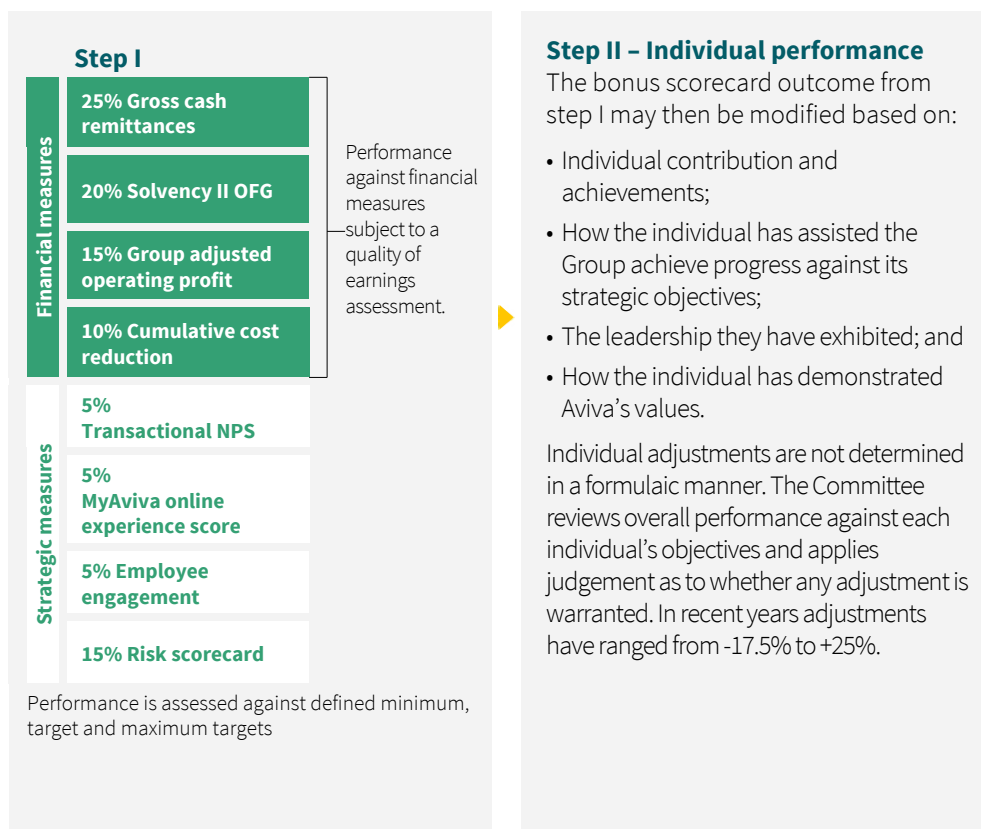 Step I
Financial measures
25% Gross cash
remittances
20% Solvency II OFG
15% Group adjusted
operating profit
10% Cumulative cost
reduction
Performance
against financial
measures
subject to a
quality of
earnings
assessment.
Strategic measures
5%
Transactional NPS
5%
MyAviva online
experience score
5% Employee
engagement
15% Risk scorecard
Performance is assessed against defined minimum,
target and maximum targets
Step II – Individual performance
The bonus scorecard outcome from
step I may then be modified based on:
• Individual contribution and
achievements;
• How the individual has assisted the
Group achieve progress against its
strategic objectives;
• The leadership they have exhibited; and
• How the individual has demonstrated
Aviva’s values.
Individual adjustments are not determined
in a formulaic manner. The Committee
reviews overall performance against each
individual’s objectives and applies
judgement as to whether any adjustment is
warranted. In recent years adjustments
have ranged from -17.5% to +25%.